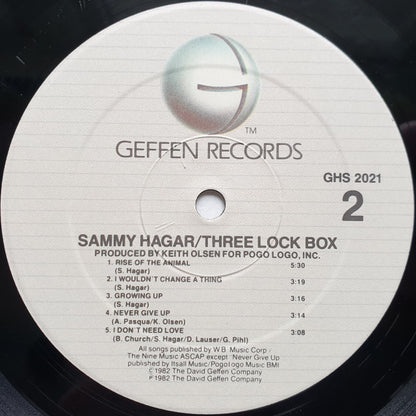 G
TM
GEFFEN RECORDS
GHS 2021
2
SAMMY HAGAR/THREE LOCK BOX
PRODUCED BY KEITH OLSEN FOR POGO LOGO, INC.
1. RISE OF THE ANIMAL 5:30
(S. Hagar)
2. I WOULDN'T CHANGE A THING 3:19
(S. Hagar)
3. GROWING UP 3:16
(S. Hagar)
4. NEVER GIVE UP 3:14
(A. Pasqua/K. Olsen)
5. I DON'T NEED LOVE 3:08
(B. Church/S. Hagar/D. Lauser/G. Pihl)
All songs published by W.B. Music Corp./
The Nine Music ASCAP except 'Never Give Up'
published by Itsall Music/Pogologo Music BMI
©1982 The David Geffen Company
℗1982 The David Geffen Company